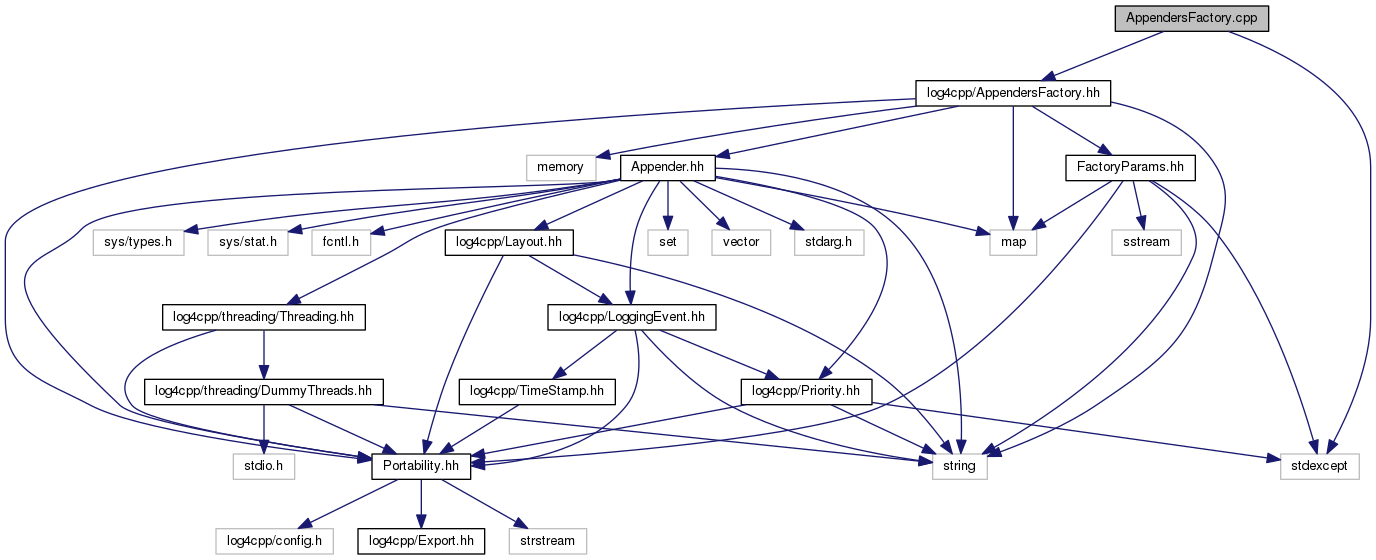 AppendersFactory.cpp
log4cpp/AppendersFactory.hh
memory
Appender.hh
FactoryParams.hh
sys/types.h
sys/stat.h
fcntl.h
log4cpp/Layout.hh
set
vector
stdarg.h
map
sstream
log4cpp/threading/Threading.hh
log4cpp/LoggingEvent.hh
log4cpp/threading/DummyThreads.hh
log4cpp/TimeStamp.hh
log4cpp/Priority.hh
stdio.h
Portability.hh
string
stdexcept
log4cpp/config.h
log4cpp/Export.hh
strstream